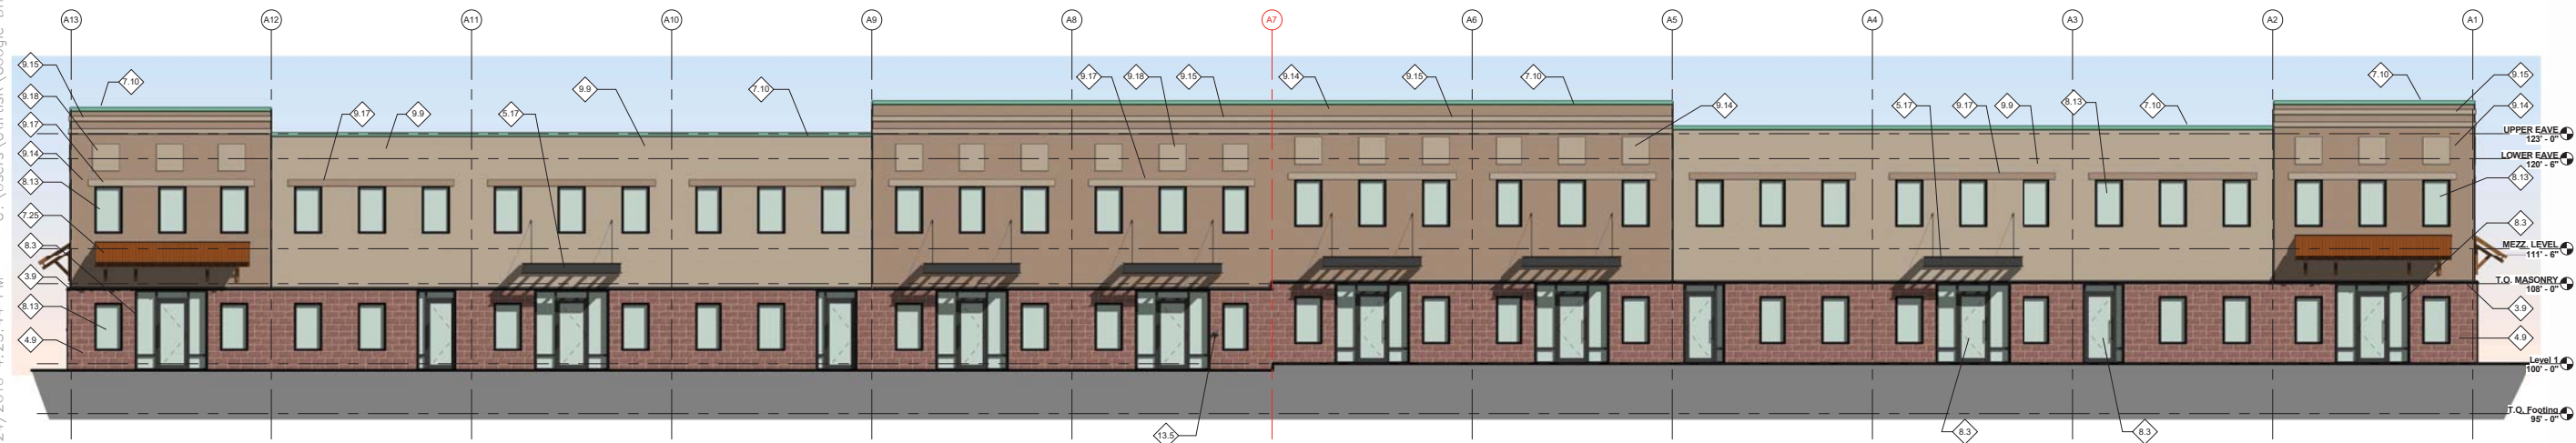 A13 A12 A11 A10 A9 A8 A7 A6 A5 A4 A3 A2 A1
9.15 7.10 9.17 9.9 5.17 9.9 7.10 9.17 9.18 9.15 9.14 9.15 7.10 9.14 5.17 9.17 9.9 8.13 7.10 7.10 9.15
9.18 9.14
9.17
9.14
8.13 8.13
7.25
8.3 8.3
3.9 3.9
8.13
4.9 4.9
13.5 8.3 8.3
UPPER EAVE
123' - 0"
LOWER EAVE
120' - 6"
MEZZ. LEVEL
111' - 6"
T.O. MASONRY
108' - 0"
Level 1
100' - 0"
T.O. Footing
95' - 0"